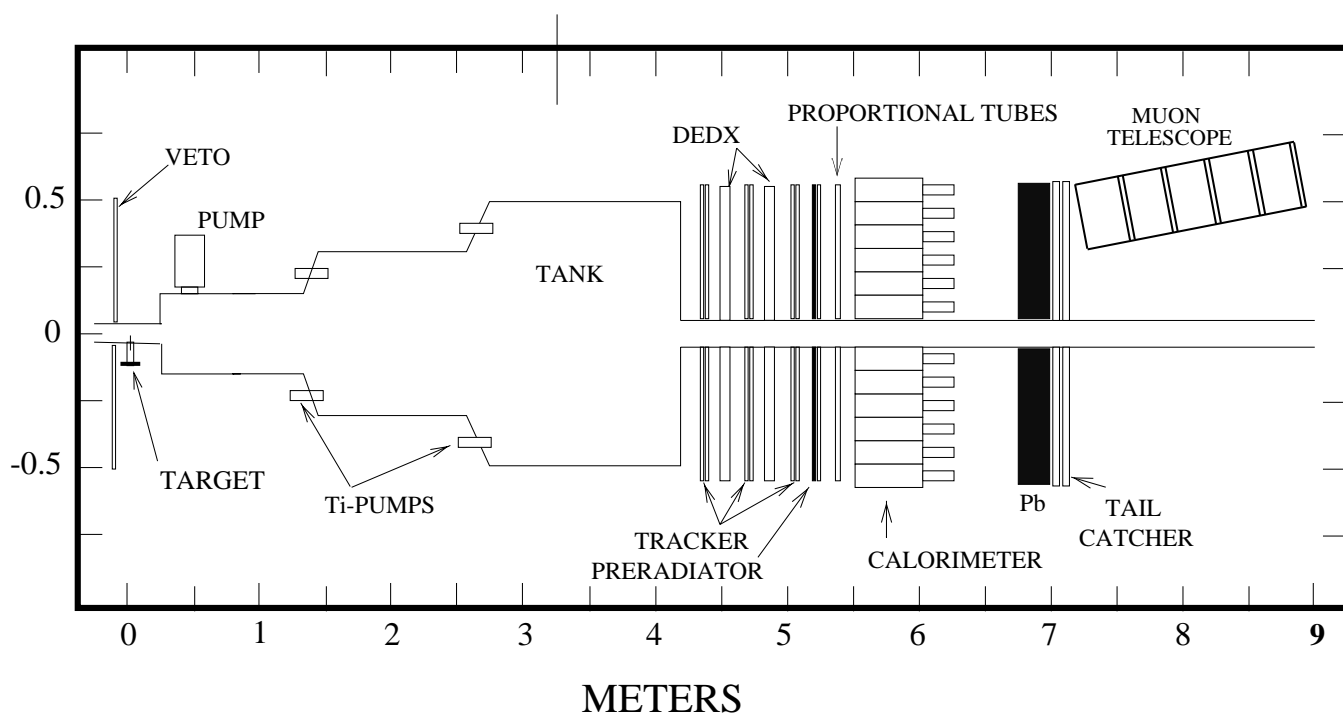 PROPORTIONAL TUBES
MUON
TELESCOPE
DEDX
VETO
0.5
PUMP
TANK
0
-0.5
TARGET
Ti-PUMPS
Pb
TAIL
CATCHER
TRACKER
PRERADIATOR
CALORIMETER
0 1 2 3 4 5 6 7 8 9
METERS